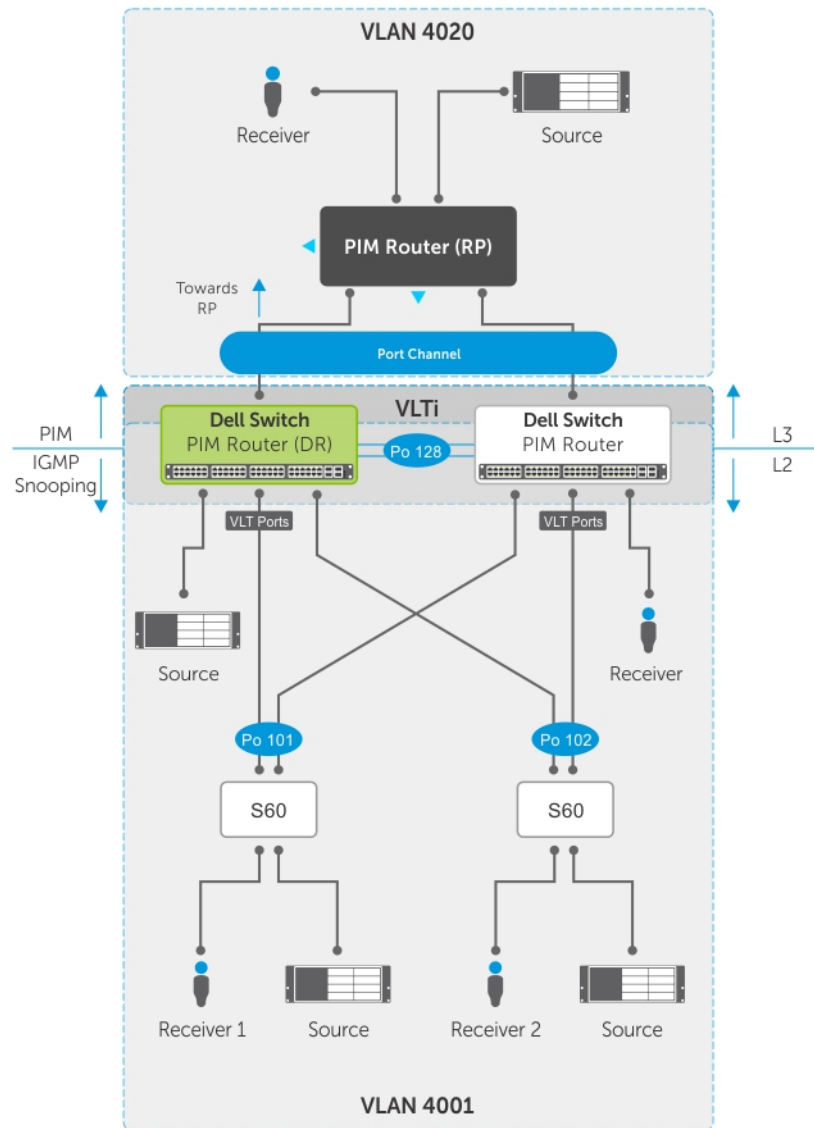 VLAN 4020
Receiver
Source
PIM Router (RP)
Towards
RP
Port Channel
VLTi
Dell Switch
PIM Router (DR)
Po 128
Dell Switch
PIM Router
PIM
IGMP
Snooping
L3
L2
VLT Ports
VLT Ports
Source
Receiver
Po 101
Po 102
S60
S60
Receiver 1
Source
Receiver 2
Source
VLAN 4001